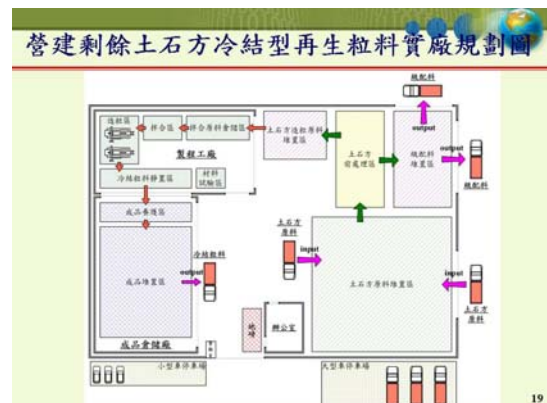 營建剩餘土石方冷結型再生粒料實廠規劃圖
級配料
output
造粒區
拌合區
拌合原料倉儲區
土石方造粒原料
堆置區
土石方
前處理區
級配料
堆置區
output
級配料
製程工廠
冷結粒料靜置區
材料
試驗區
成品養護區
土石方
原料
冷結粒料
input
成品堆置區
output
土石方原料堆置區
input
土石方
原料
地磅
辦公室
成品倉儲廠
小型車停車場
大型車停車場
19